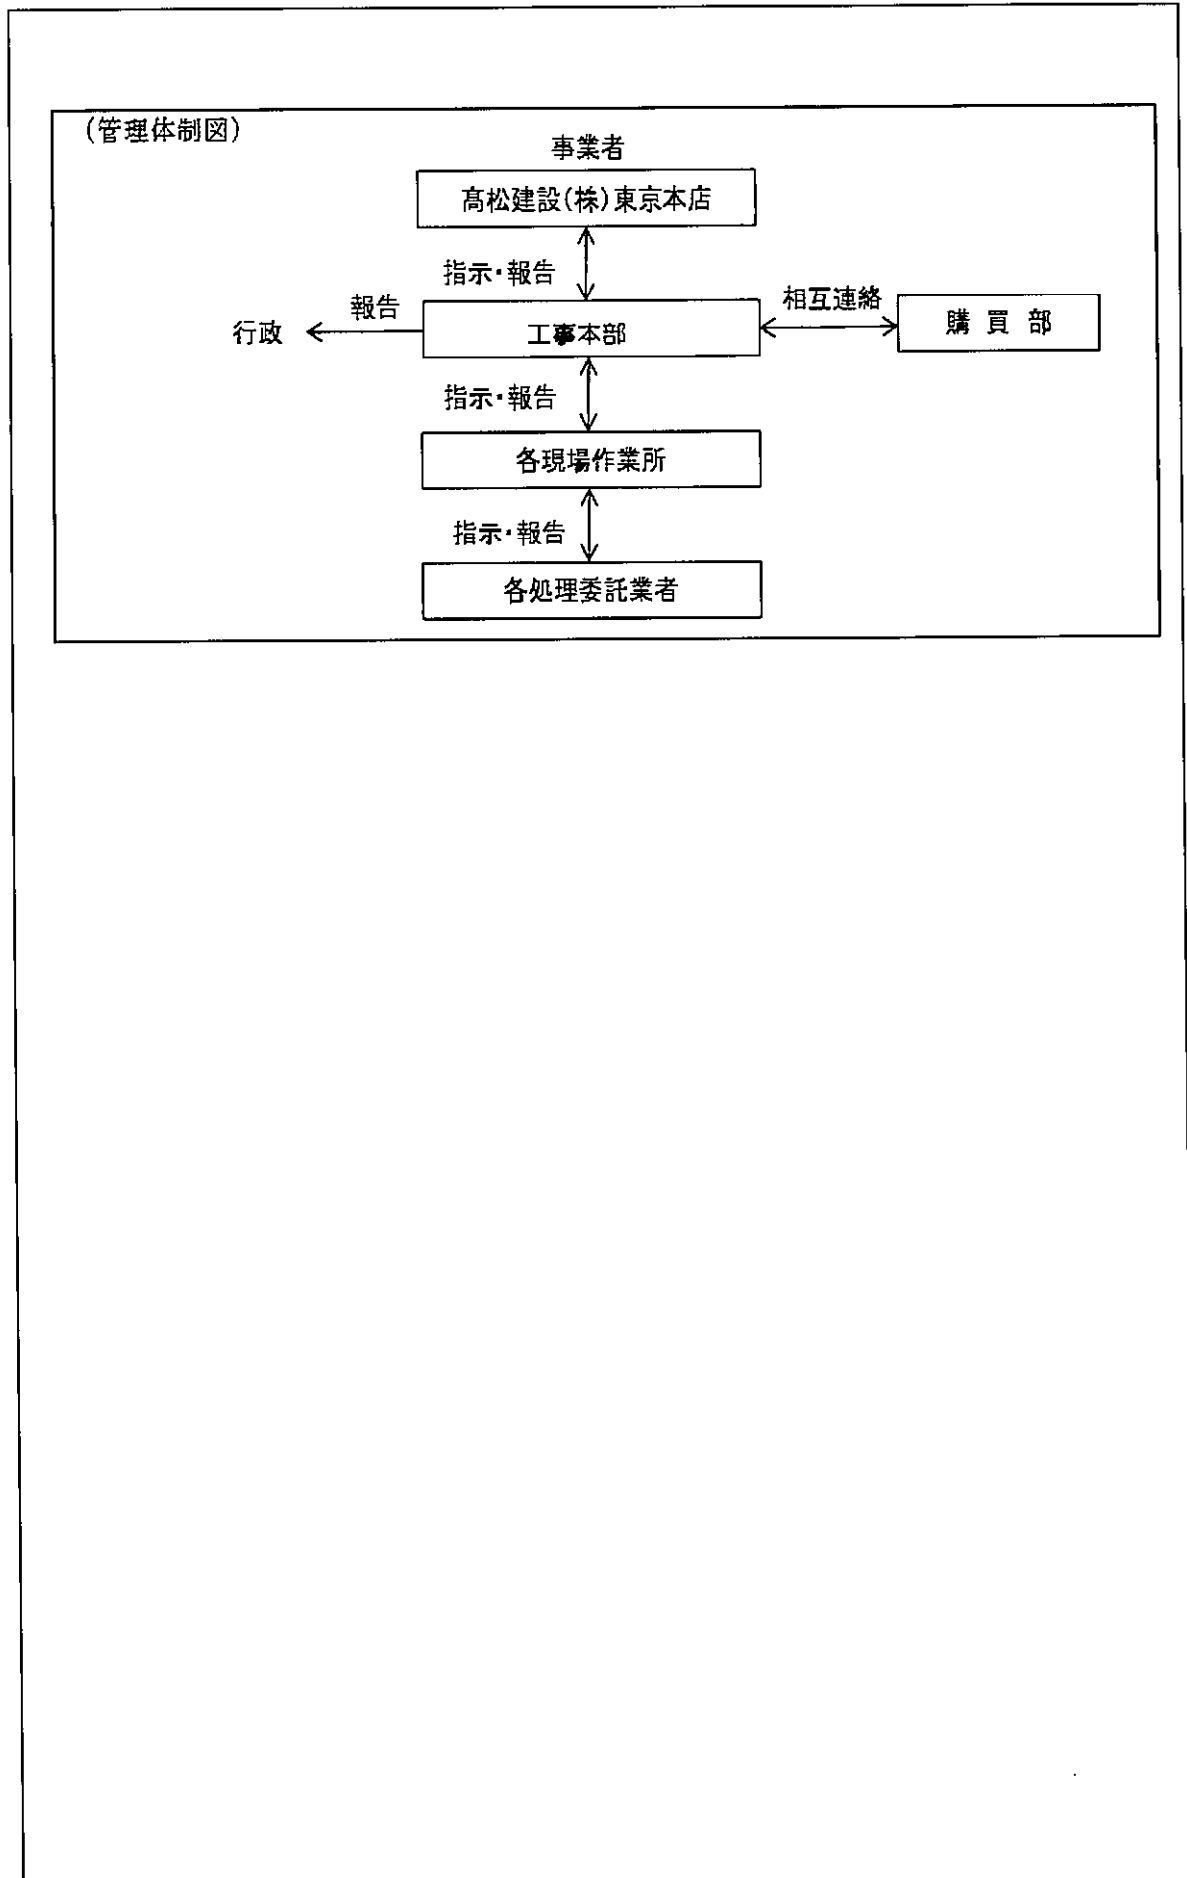 (管理体制図)
事業者
髙松建設(株)東京本店
指示・報告
行政
報告
工事本部
相互連絡
購買部
指示・報告
各現場作業所
指示・報告
各処理委託業者